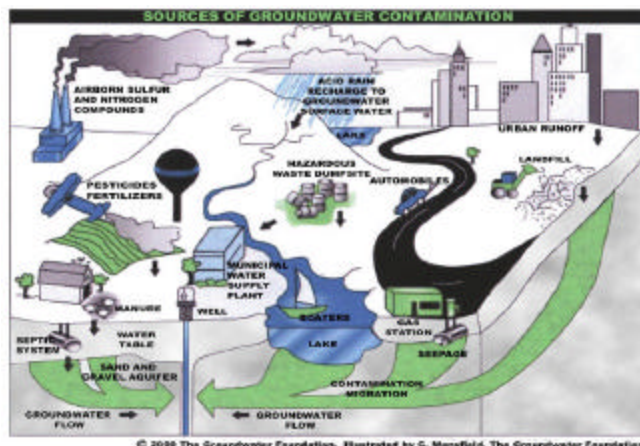 SOURCES OF GROUNDWATER CONTAMINATION
AIRBORN SULFUR
AND NITROGEN
COMPOUNDS
ACID RAIN
RECHARGE TO
GROUNDWATER
SURFACE WATER
LAKE
URBAN RUNOFF
LANDFILL
HAZARDOUS
WASTE DUMPSITE
AUTOMOBILES
PESTICIDES
FERTILIZERS
MUNICIPAL
WATER
SUPPLY
PLANT
MANURE
WELL
BOATERS
GAS
STATION
SEPTIC
SYSTEM
WATER
TABLE
LAKE
SEEPAGE
SAND AND
GRAVEL AQUIFER
CONTAMINATION
MIGRATION
GROUNDWATER
FLOW
GROUNDWATER
FLOW
© 2000 The Groundwater Foundation. Illustrated by G. Mansfield, The Groundwater Foundation